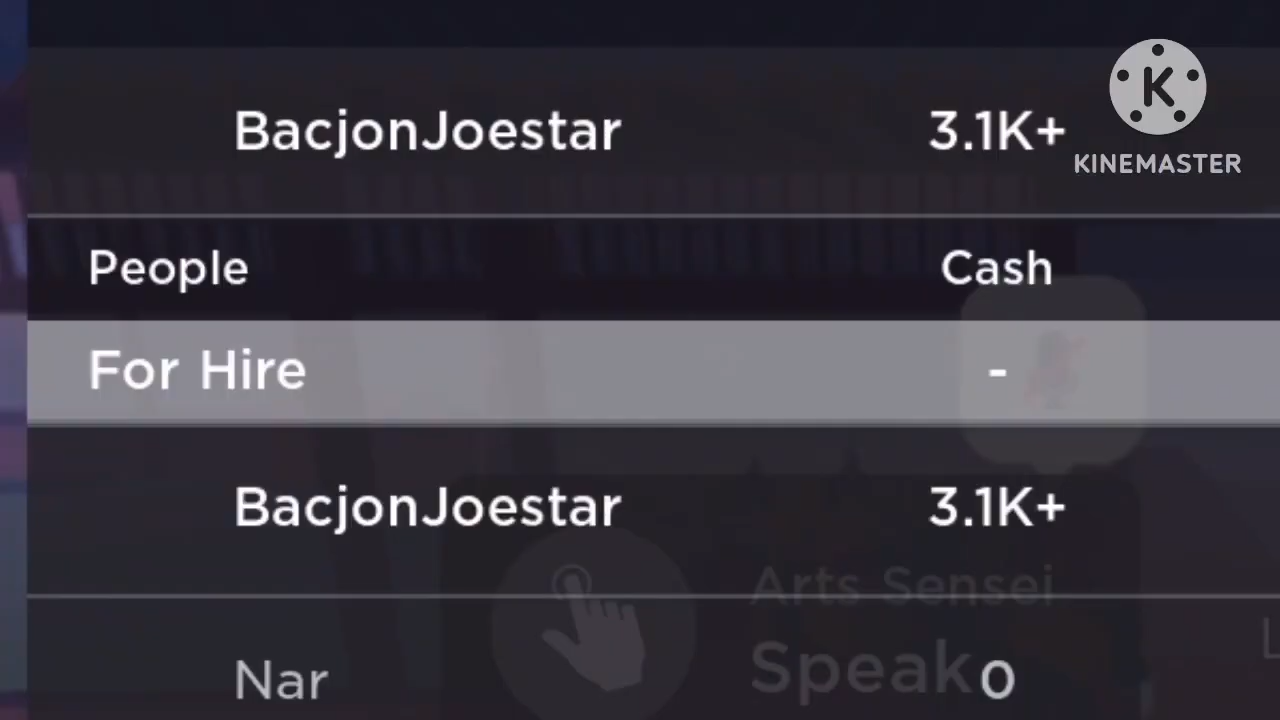 BacjonJoestar 3.1K+
KINEMASTER
People Cash
For Hire -
BacjonJoestar 3.1K+
Arts Sensei
Nar Speak 0